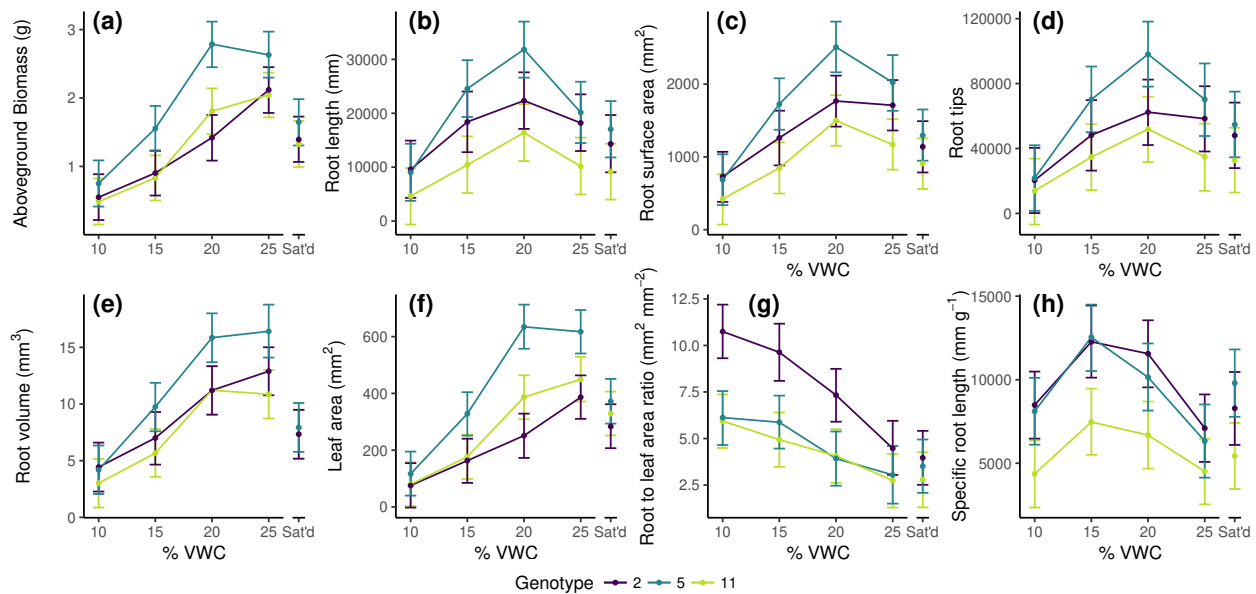 (a)
Aboveground Biomass (g)
3
2
1
10 15 20 25 Sat'd
(b)
Root length (mm)
30000
20000
10000
0
10 15 20 25 Sat'd
(c)
Root surface area (mm²)
2000
1000
0
10 15 20 25 Sat'd
% VWC
(d)
Root tips
120000
80000
40000
0
10 15 20 25 Sat'd
% VWC
(e)
Root volume (mm³)
15
10
5
0
10 15 20 25 Sat'd
% VWC
(f)
Leaf area (mm²)
600
400
200
0
10 15 20 25 Sat'd
% VWC
(g)
Root to leaf area ratio (mm² mm⁻²)
12.5
10.0
7.5
5.0
2.5
10 15 20 25 Sat'd
% VWC
(h)
Specific root length (mm g⁻¹)
15000
10000
5000
10 15 20 25 Sat'd
% VWC
Genotype 2 5 11